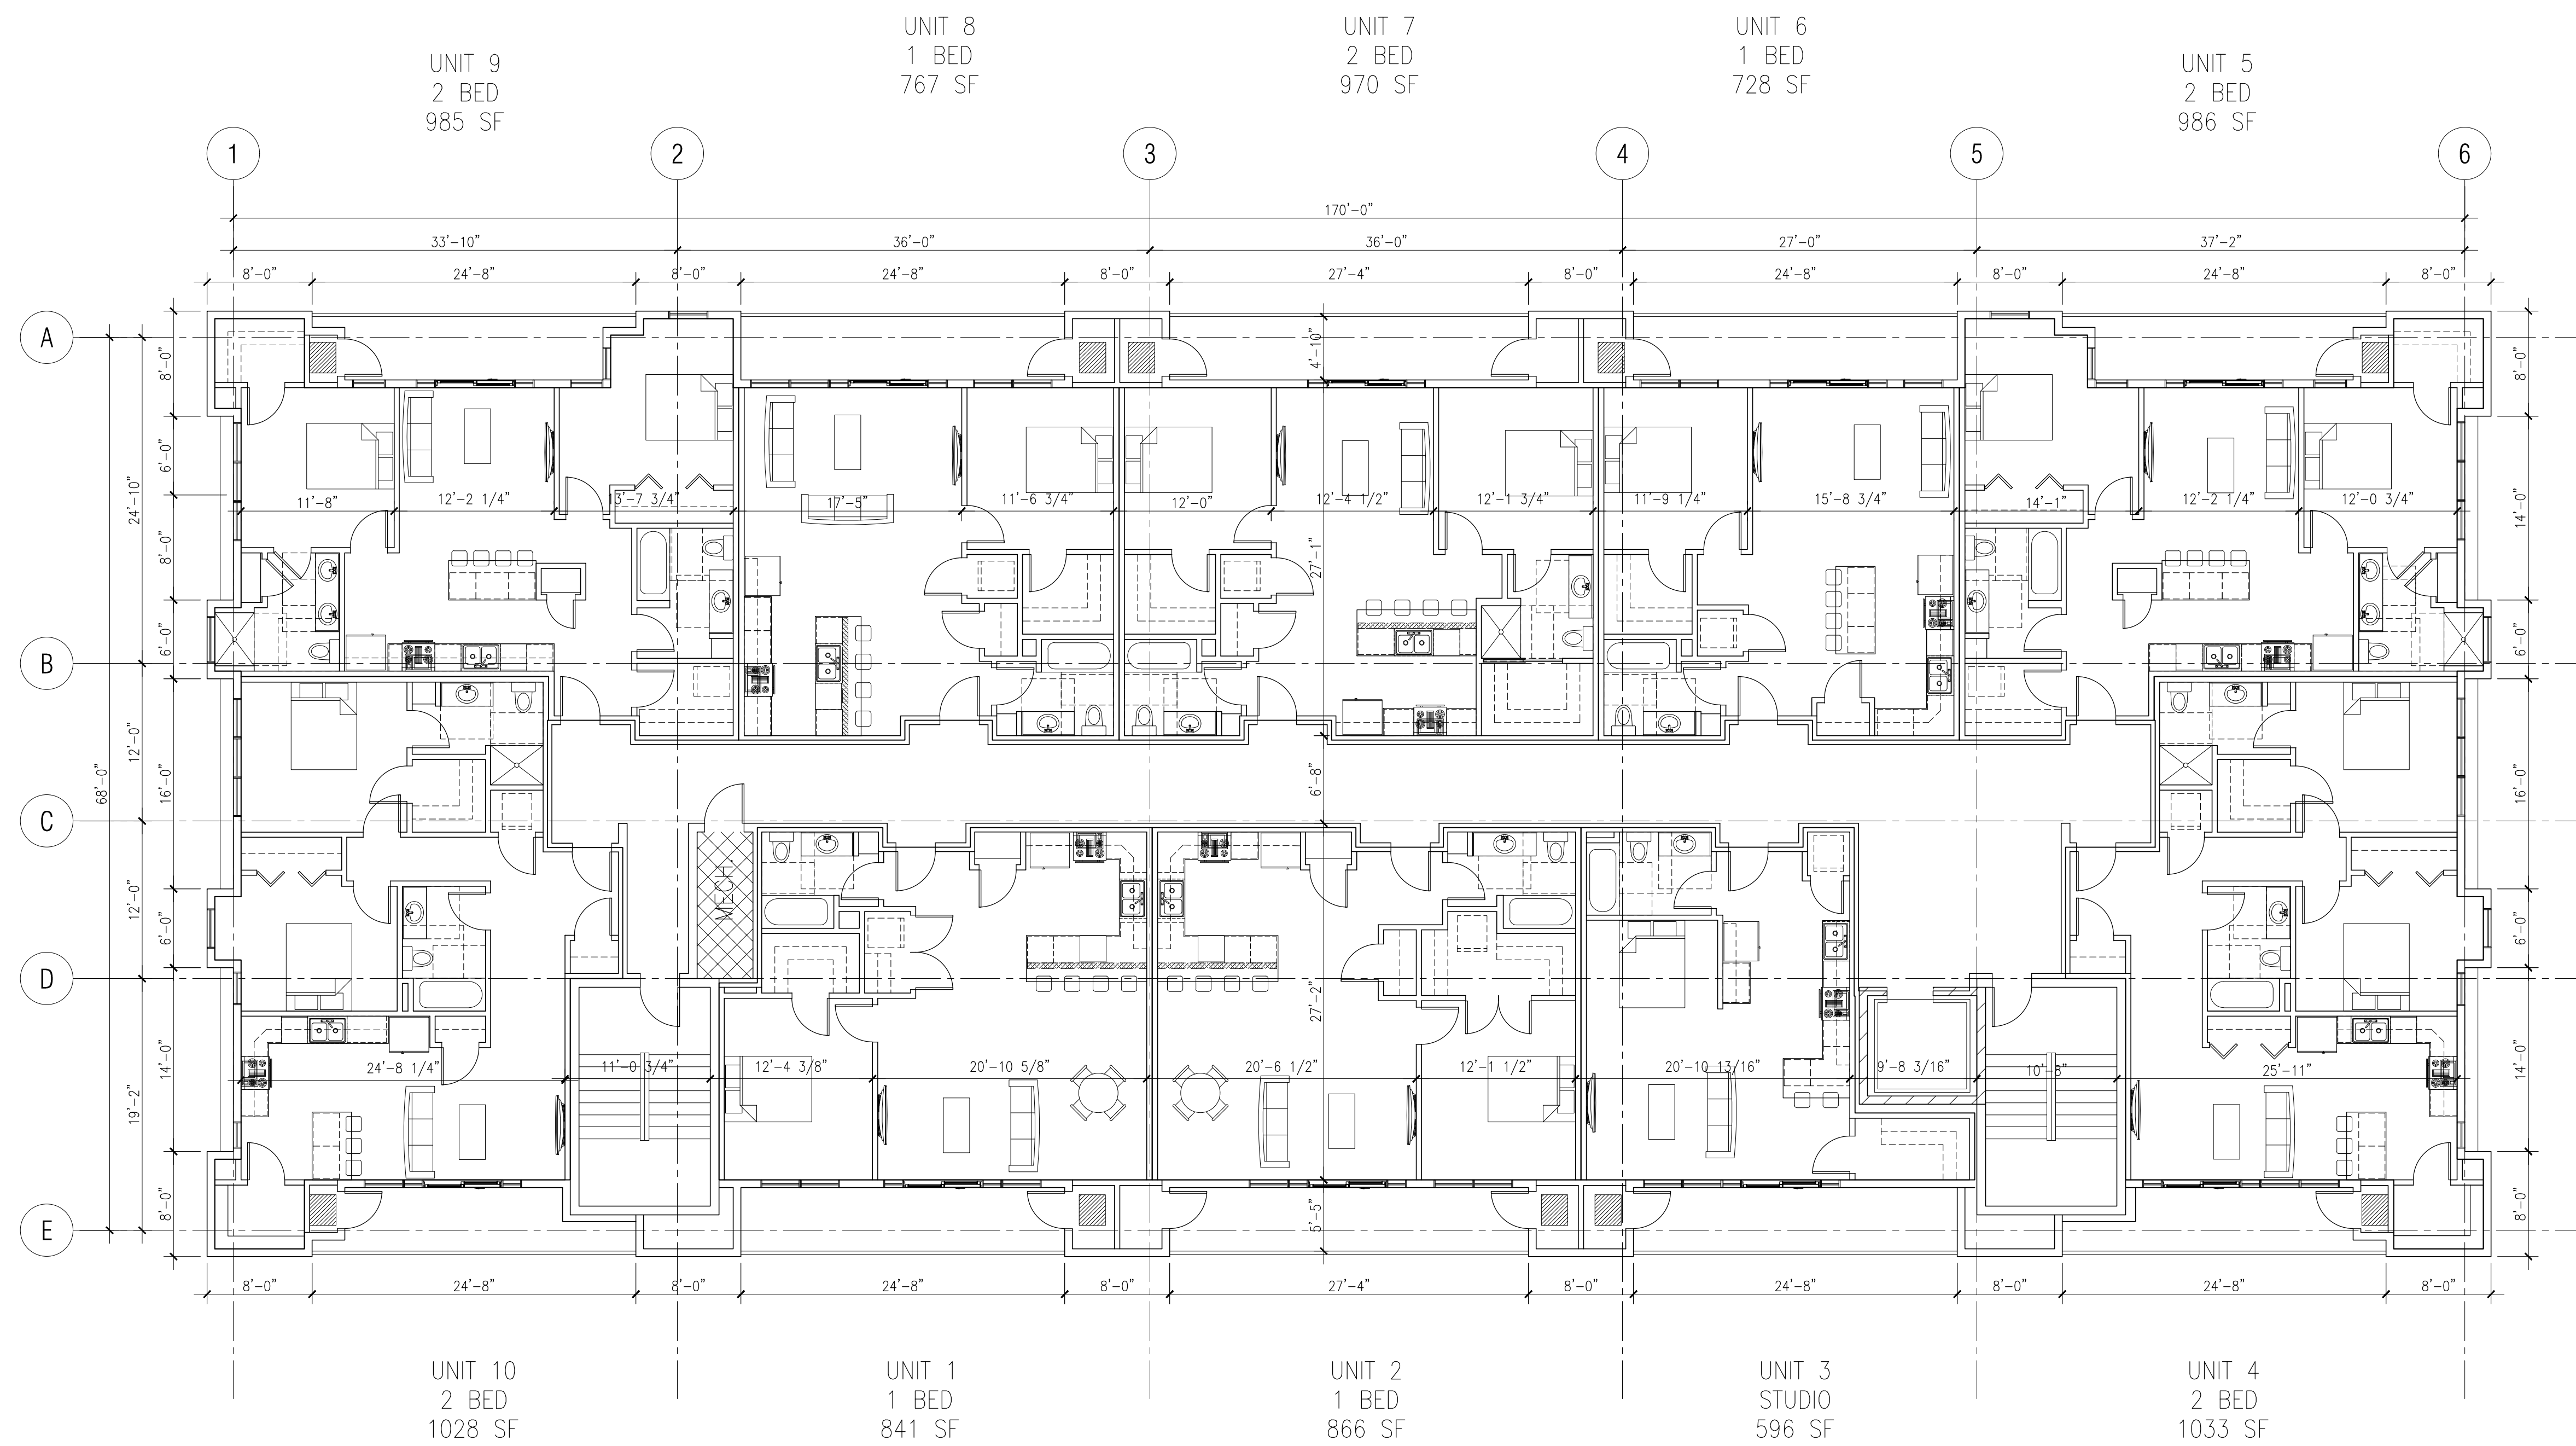 UNIT 9
2 BED
985 SF
UNIT 8
1 BED
767 SF
UNIT 7
2 BED
970 SF
UNIT 6
1 BED
728 SF
UNIT 5
2 BED
986 SF
1 2 3 4 5 6
170'-0"
33'-10" 36'-0" 36'-0" 27'-0" 37'-2"
8'-0" 24'-8" 8'-0" 24'-8" 8'-0" 27'-4" 8'-0" 24'-8" 8'-0" 24'-8" 8'-0"
A
B
C
D
E
68'-0"
24'-10"
12'-0"
12'-0"
19'-2"
8'-0"
6'-0"
8'-0"
6'-0"
16'-0"
6'-0"
14'-0"
8'-0"
4'-10"
27'-1"
6'-8"
27'-2"
5'-5"
11'-8" 12'-2 1/4" 13'-7 3/4" 17'-5" 11'-6 3/4" 12'-0" 12'-4 1/2" 12'-1 3/4" 11'-9 1/4" 15'-8 3/4" 14'-1" 12'-2 1/4" 12'-0 3/4"
MECH.
24'-8 1/4" 11'-0 3/4" 12'-4 3/8" 20'-10 5/8" 20'-6 1/2" 12'-1 1/2" 20'-10 13/16" 9'-8 3/16" 10'-8" 25'-11"
8'-0"
14'-0"
6'-0"
16'-0"
6'-0"
14'-0"
8'-0"
8'-0" 24'-8" 8'-0" 24'-8" 8'-0" 27'-4" 8'-0" 24'-8" 8'-0" 24'-8" 8'-0"
UNIT 10
2 BED
1028 SF
UNIT 1
1 BED
841 SF
UNIT 2
1 BED
866 SF
UNIT 3
STUDIO
596 SF
UNIT 4
2 BED
1033 SF